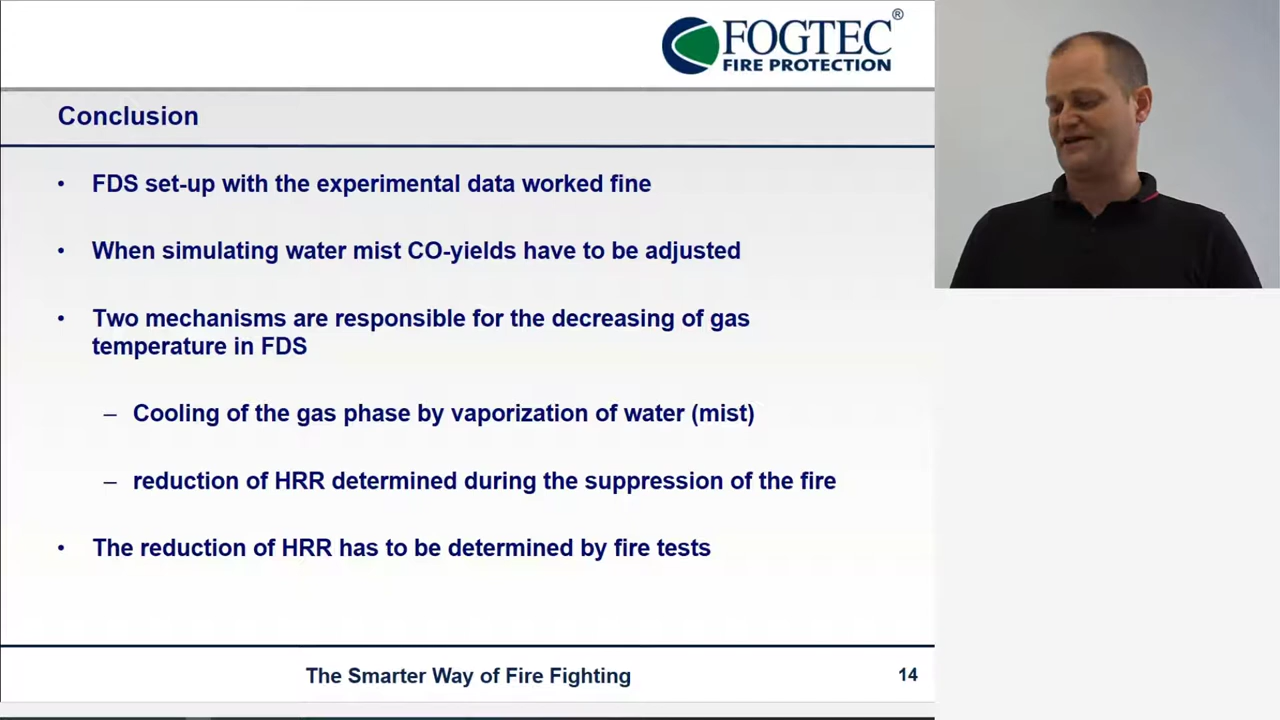 FOGTEC®
FIRE PROTECTION
Conclusion
• FDS set-up with the experimental data worked fine
• When simulating water mist CO-yields have to be adjusted
• Two mechanisms are responsible for the decreasing of gas
temperature in FDS
– Cooling of the gas phase by vaporization of water (mist)
– reduction of HRR determined during the suppression of the fire
• The reduction of HRR has to be determined by fire tests
The Smarter Way of Fire Fighting
14